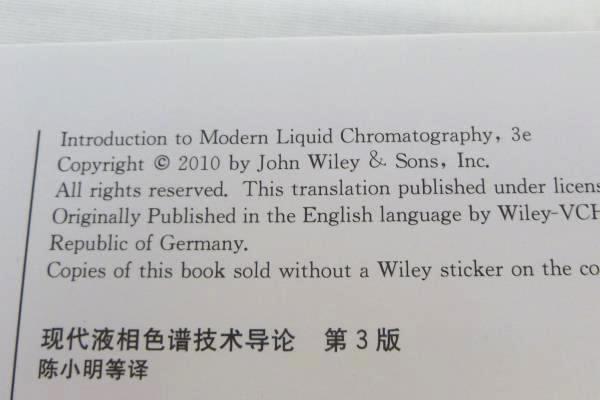 Introduction to Modern Liquid Chromatography, 3e
Copyright © 2010 by John Wiley & Sons, Inc.
All rights reserved. This translation published under licens
Originally Published in the English language by Wiley-VCH
Republic of Germany.
Copies of this book sold without a Wiley sticker on the co
现代液相色谱技术导论 第3版
陈小明等译